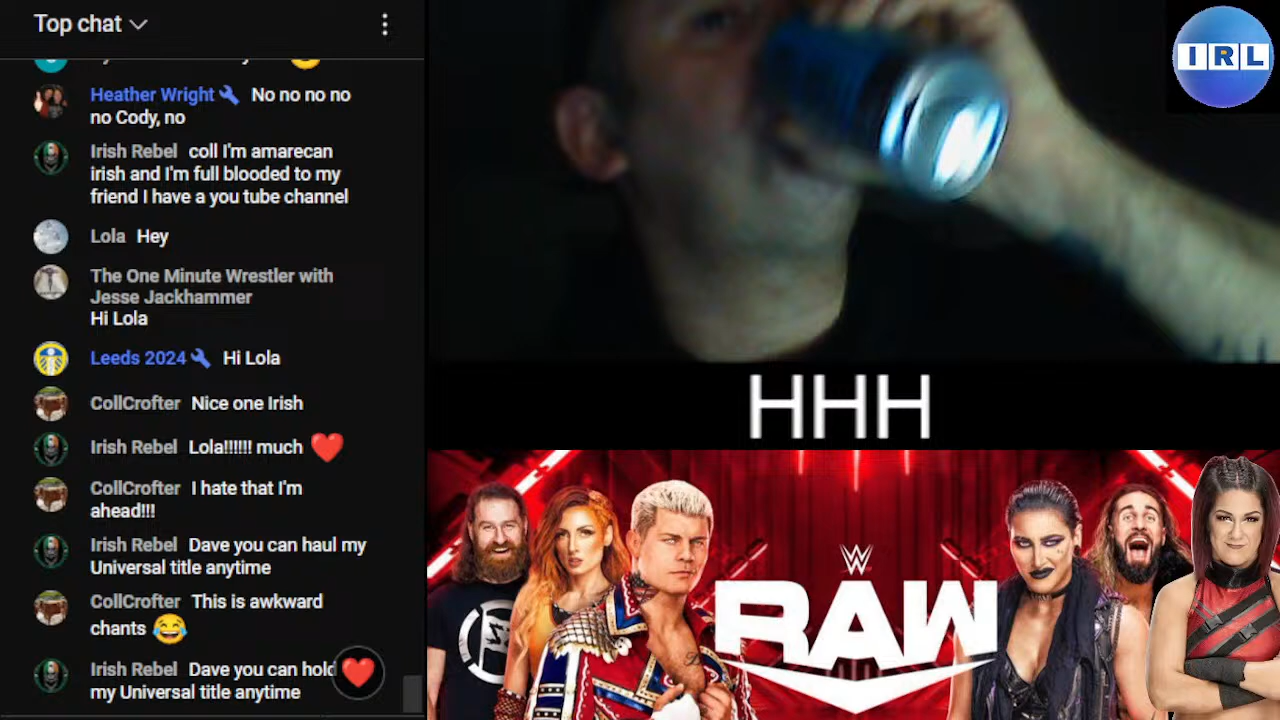 Top chat
Heather Wright No no no no
no Cody, no
Irish Rebel coll I'm amarecan
irish and I'm full blooded to my
friend I have a you tube channel
Lola Hey
The One Minute Wrestler with
Jesse Jackhammer
Hi Lola
Leeds 2024 Hi Lola
CollCrofter Nice one Irish
Irish Rebel Lola!!!!!! much ❤️
CollCrofter I hate that I'm
ahead!!!
Irish Rebel Dave you can haul my
Universal title anytime
CollCrofter This is awkward
chants 😂
Irish Rebel Dave you can hold
my Universal title anytime
IRL
HHH
W
RAW